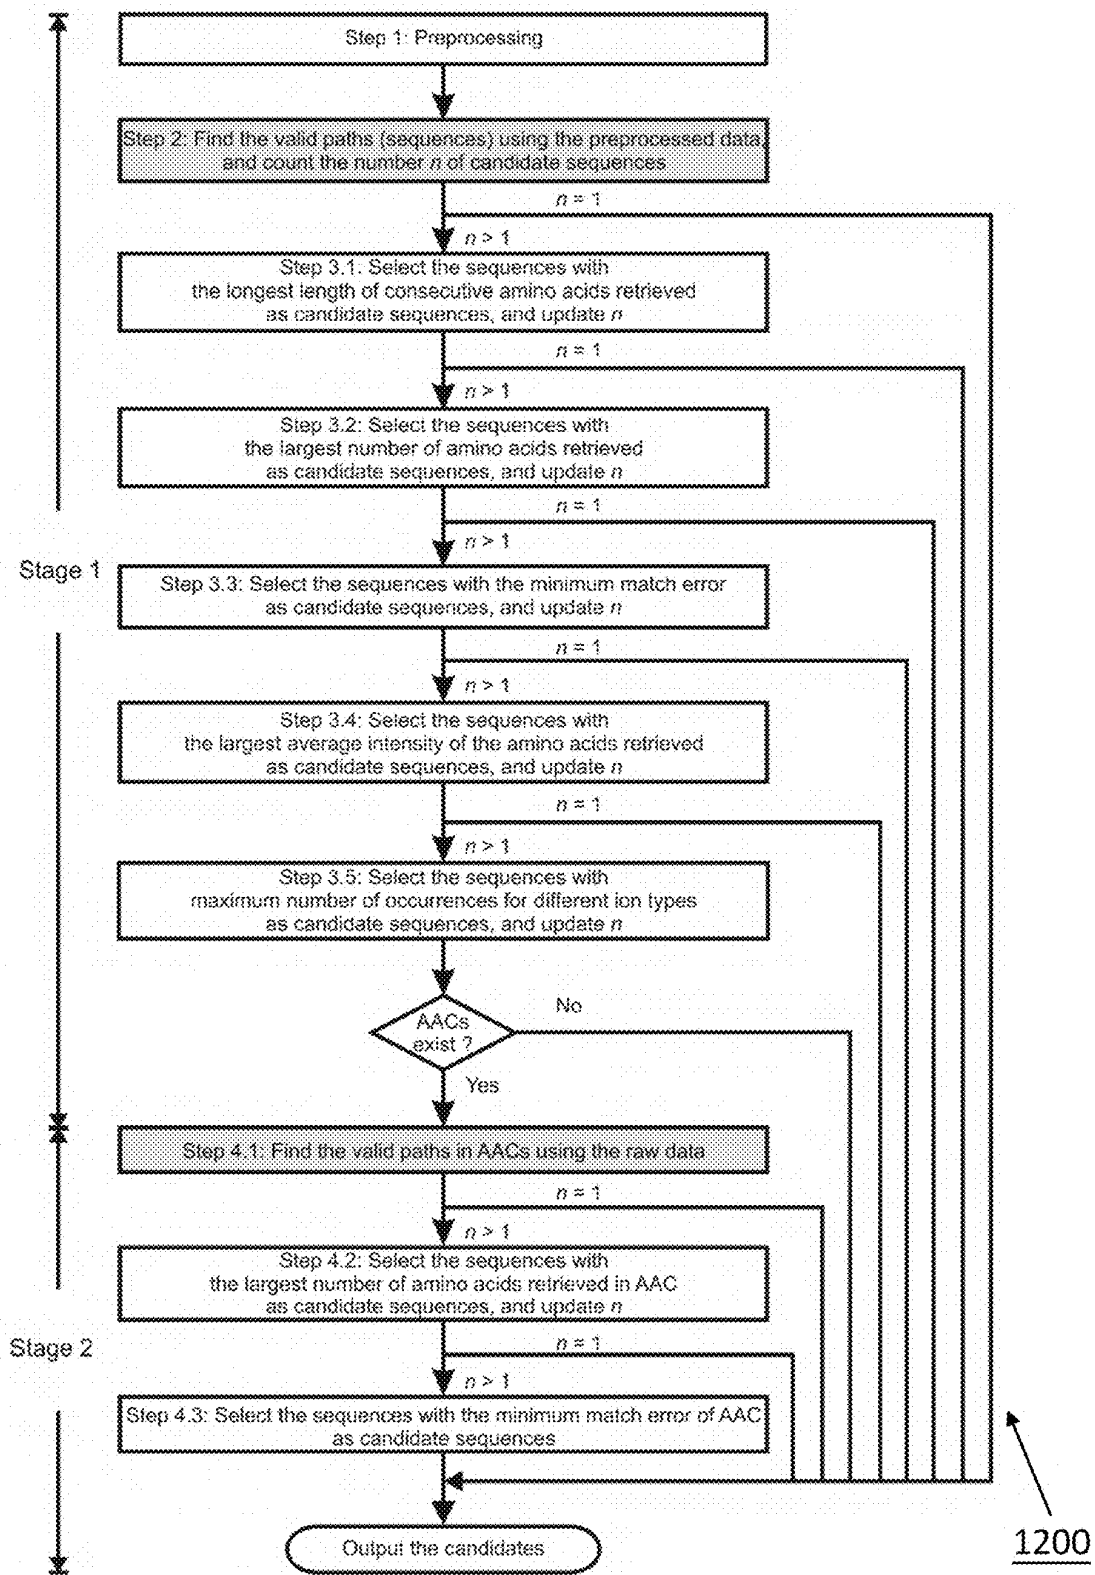 Step 1: Preprocessing
Step 2: Find the valid paths (sequences) using the preprocessed data,
and count the number n of candidate sequences
n = 1
n > 1
Step 3.1: Select the sequences with
the longest length of consecutive amino acids retrieved
as candidate sequences, and update n
n = 1
n > 1
Step 3.2: Select the sequences with
the largest number of amino acids retrieved
as candidate sequences, and update n
n = 1
n > 1
Stage 1
Step 3.3: Select the sequences with the minimum match error
as candidate sequences, and update n
n = 1
n > 1
Step 3.4: Select the sequences with
the largest average intensity of the amino acids retrieved
as candidate sequences, and update n
n = 1
n > 1
Step 3.5: Select the sequences with
maximum number of occurrences for different ion types
as candidate sequences, and update n
No
AACs
exist ?
Yes
Step 4.1: Find the valid paths in AACs using the raw data
n = 1
n > 1
Step 4.2: Select the sequences with
the largest number of amino acids retrieved in AAC
as candidate sequences, and update n
Stage 2
n = 1
n > 1
Step 4.3: Select the sequences with the minimum match error of AAC
as candidate sequences
Output the candidates
1200